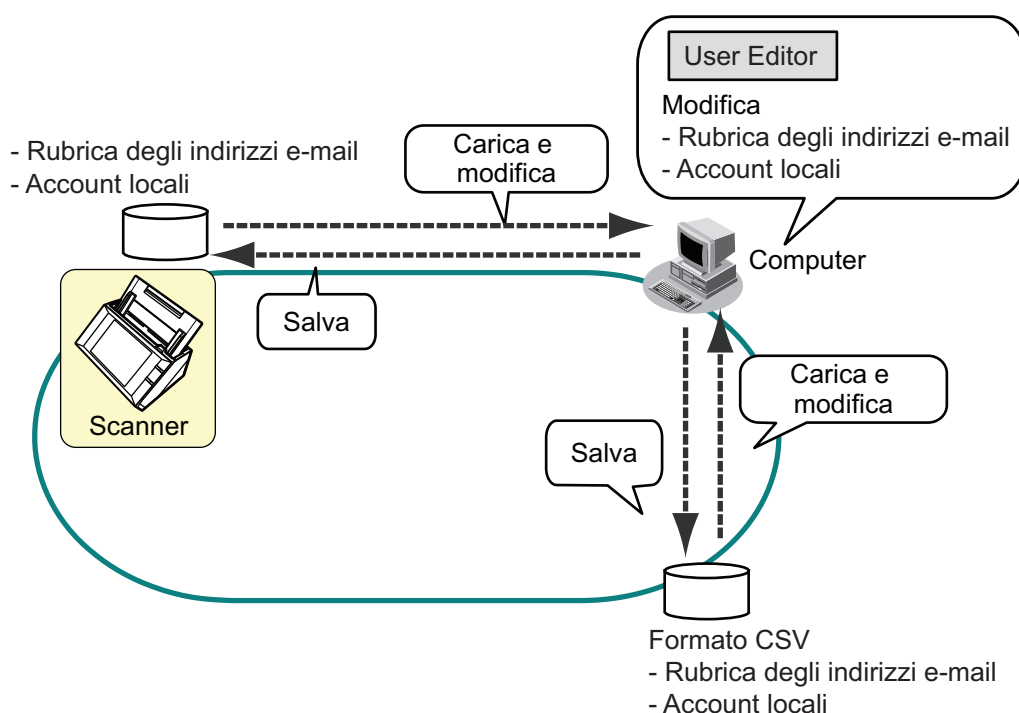 User Editor
Modifica
- Rubrica degli indirizzi e-mail
- Account locali
- Rubrica degli indirizzi e-mail
- Account locali
Carica e
modifica
Computer
Salva
Scanner
Carica e
modifica
Salva
Formato CSV
- Rubrica degli indirizzi e-mail
- Account locali